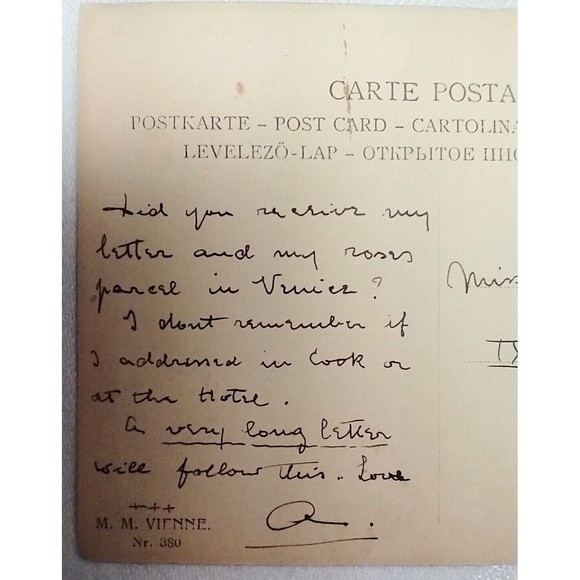 CARTE POSTA
POSTKARTE – POST CARD – CARTOLINA
LEVELEZŐ-LAP – ОТКРЫТОЕ
Did you receive my
letter and my roses
parcel in Venice?
Miss
I dont remember if
I addressed in Cook or
at the Hotel.
A very long letter
will follow this.. Love
+++
A.
M. M. VIENNE.
Nr. 380